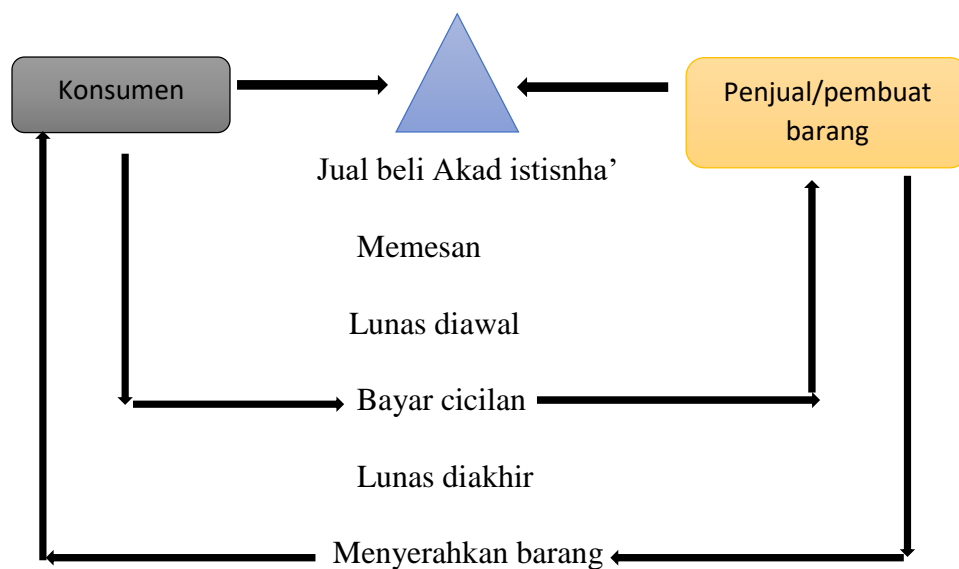 Konsumen
Penjual/pembuat
barang
Jual beli Akad istisnha’
Memesan
Lunas diawal
Bayar cicilan
Lunas diakhir
Menyerahkan barang